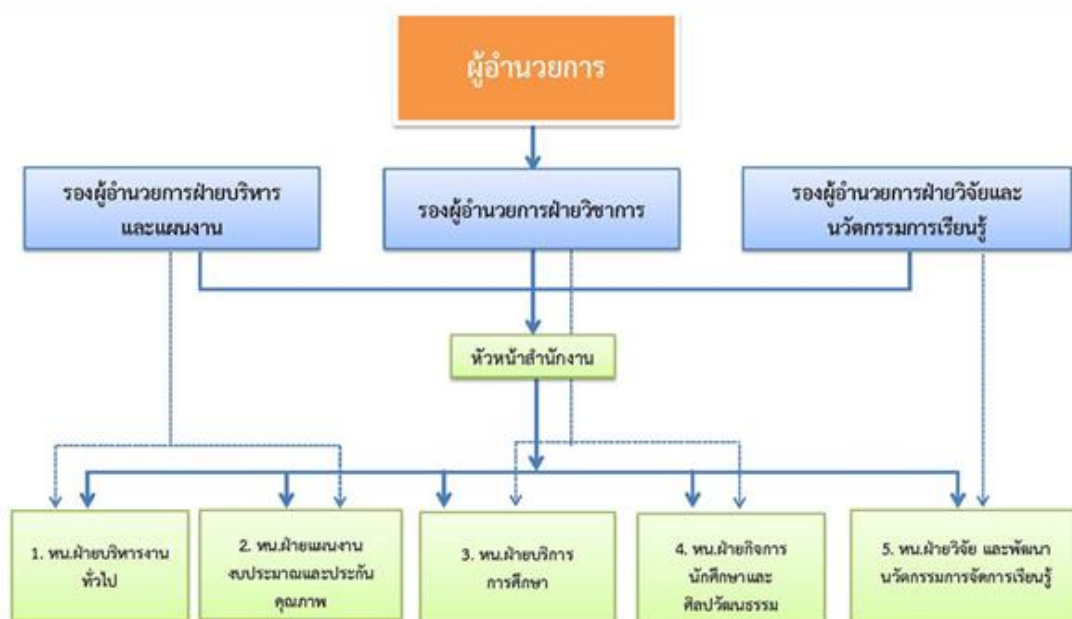 ผู้อำนวยการ
รองผู้อำนวยการฝ่ายบริหาร
และแผนงาน
รองผู้อำนวยการฝ่ายวิชาการ
รองผู้อำนวยการฝ่ายวิจัยและ
นวัตกรรมการเรียนรู้
หัวหน้าสำนักงาน
1. หน.ฝ่ายบริหารงาน
ทั่วไป
2. หน.ฝ่ายแผนงาน
งบประมาณและประกัน
คุณภาพ
3. หน.ฝ่ายบริการ
การศึกษา
4. หน.ฝ่ายกิจการ
นักศึกษาและ
ศิลปวัฒนธรรม
5. หน.ฝ่ายวิจัย และพัฒนา
นวัตกรรมการจัดการเรียนรู้